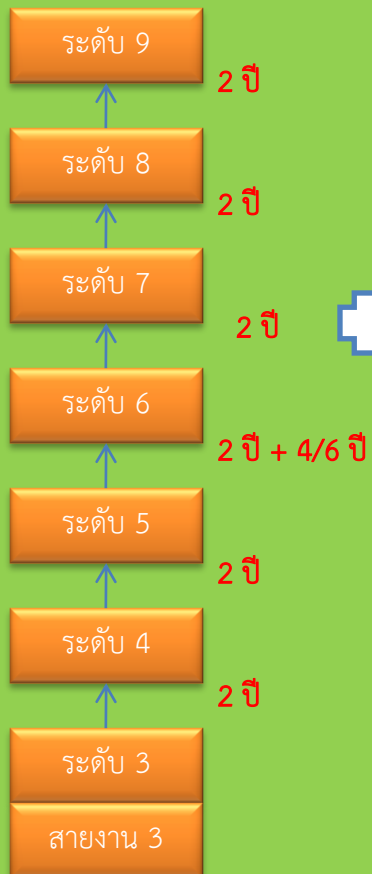 ระดับ 9
2 ปี
ระดับ 8
2 ปี
ระดับ 7
2 ปี
ระดับ 6
2 ปี + 4/6 ปี
ระดับ 5
2 ปี
ระดับ 4
2 ปี
ระดับ 3
สายงาน 3